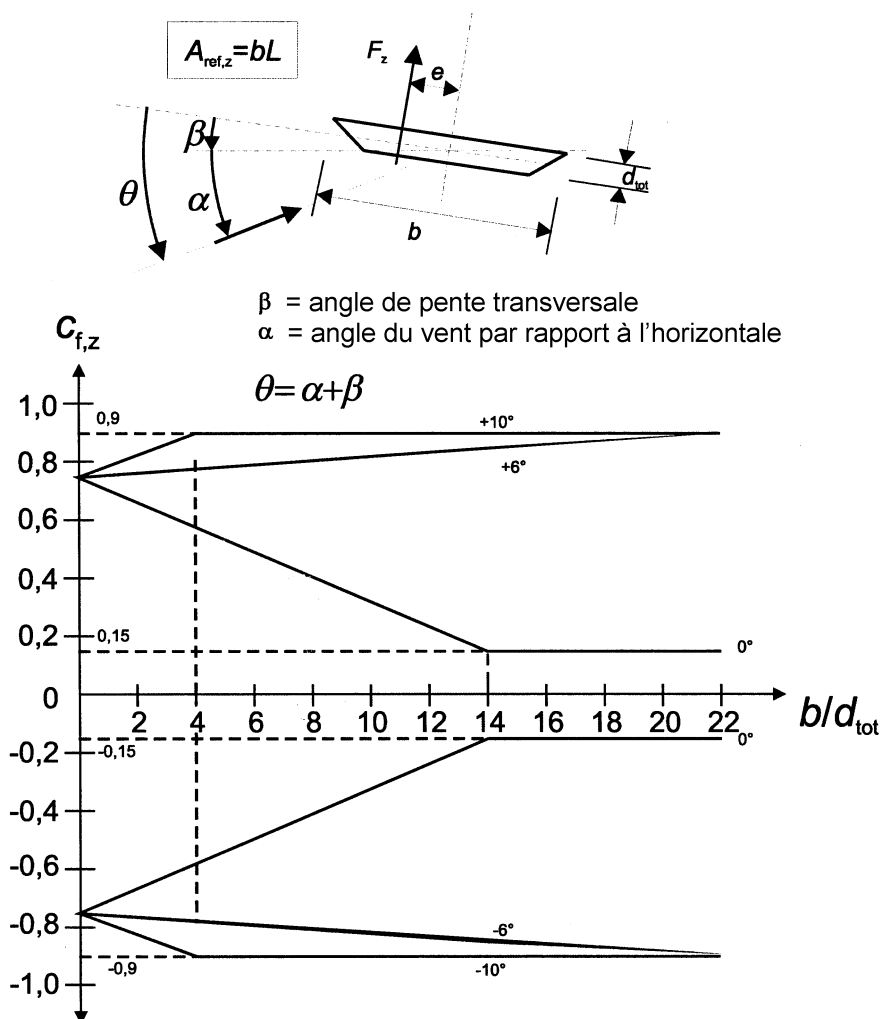 A_ref,z=bL
F_z
e
β
θ
α
d_tot
b
β = angle de pente transversale
α = angle du vent par rapport à l'horizontale
c_f,z
θ=α+β
1,0
0,9
+10°
0,8
+6°
0,6
0,4
0,2
0,15
0°
0
2 4 6 8 10 12 14 16 18 20 22
b/d_tot
-0,15
0°
-0,2
-0,4
-0,6
-0,8
-6°
-0,9
-10°
-1,0